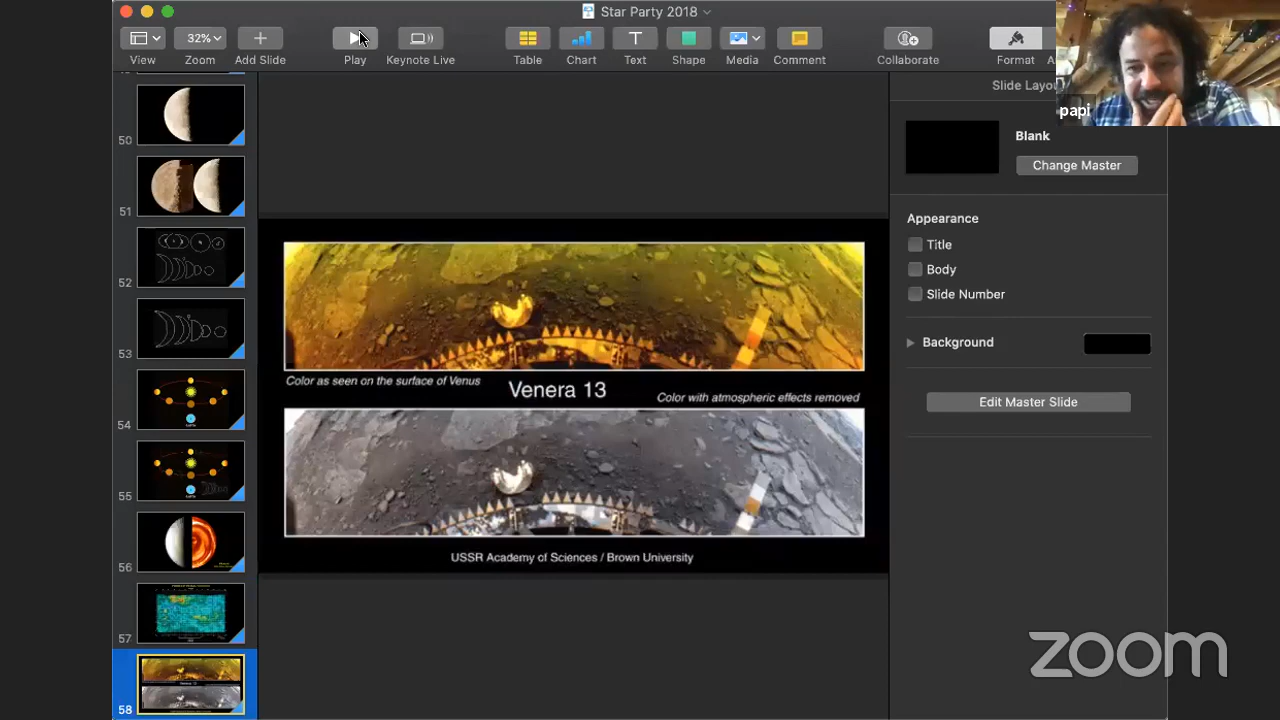 Star Party 2018
32%
View
Zoom
Add Slide
Play
Keynote Live
Table
Chart
Text
Shape
Media
Comment
Collaborate
Format
papi
Slide Layou
Blank
Change Master
Appearance
Title
Body
Slide Number
Background
Edit Master Slide
50
51
52
53
54
55
56
57
58
Color as seen on the surface of Venus
Venera 13
Color with atmospheric effects removed
USSR Academy of Sciences / Brown University
zoom